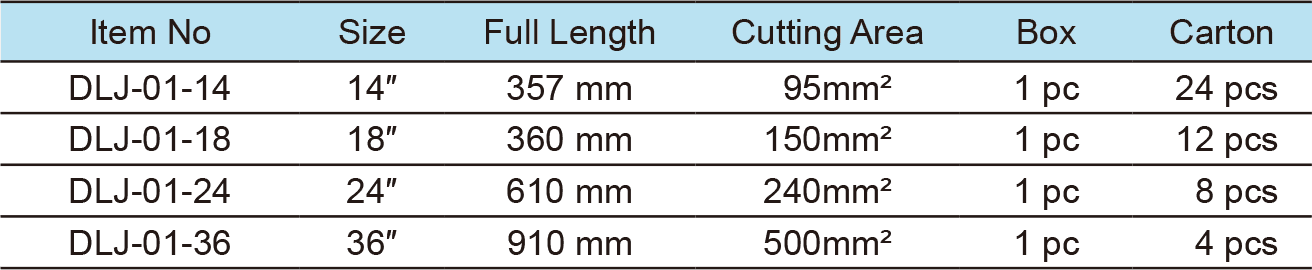 Item No Size Full Length Cutting Area Box Carton
DLJ-01-14 14″ 357 mm 95mm² 1 pc 24 pcs
DLJ-01-18 18″ 360 mm 150mm² 1 pc 12 pcs
DLJ-01-24 24″ 610 mm 240mm² 1 pc 8 pcs
DLJ-01-36 36″ 910 mm 500mm² 1 pc 4 pcs